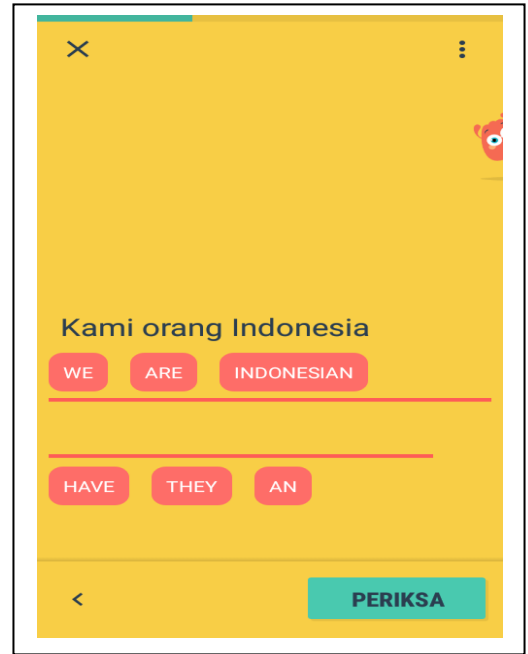 Kami orang Indonesia
WE ARE INDONESIAN
HAVE THEY AN
PERIKSA